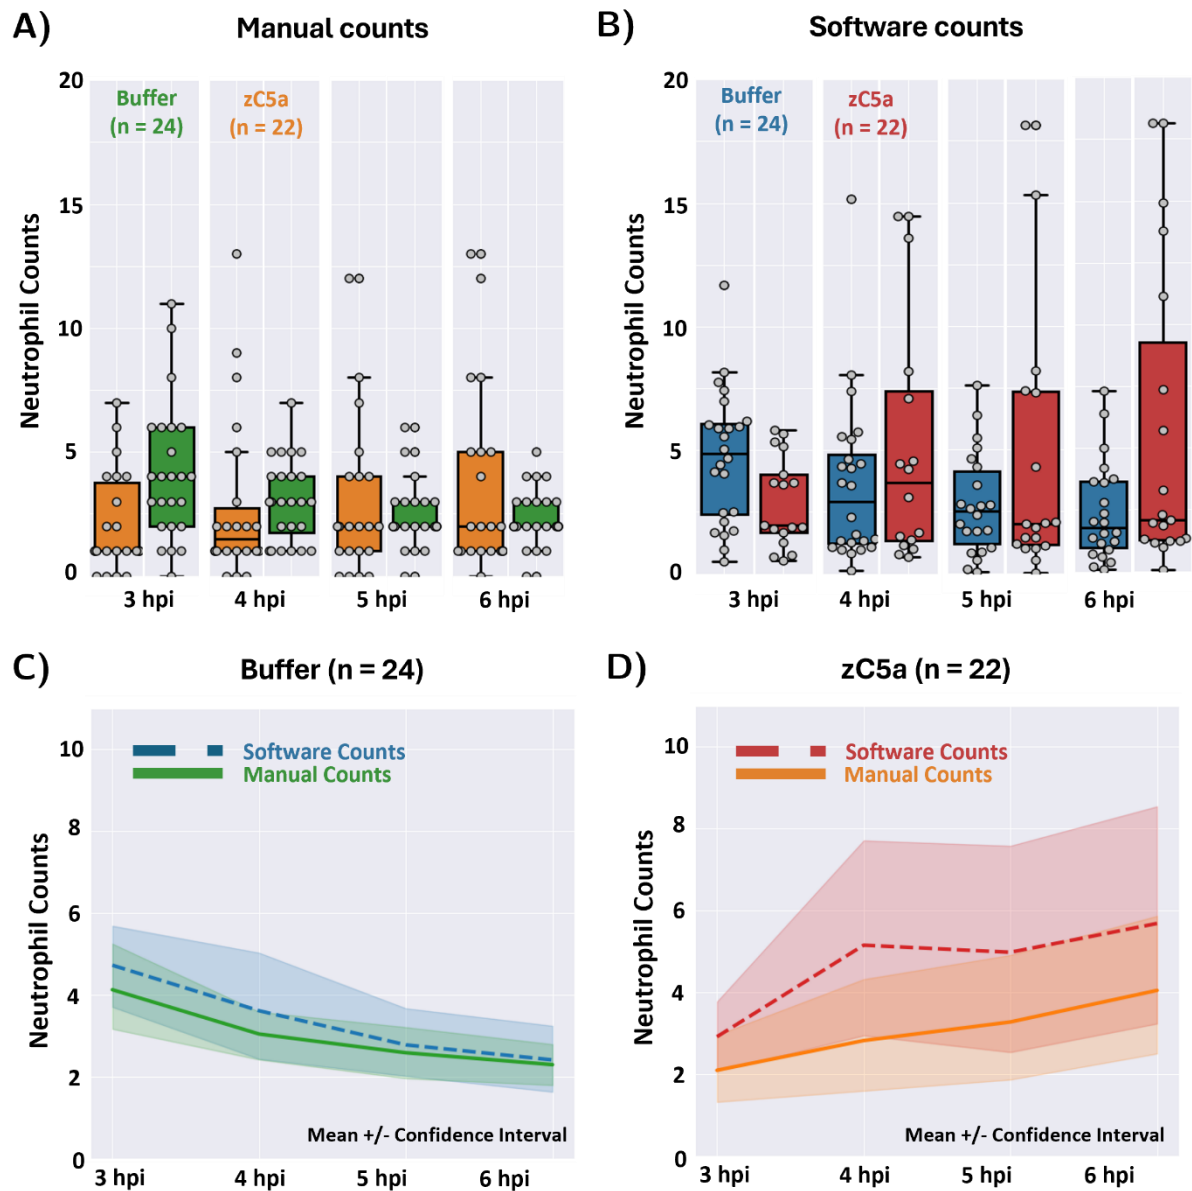 A)
Manual counts
Neutrophil Counts
20
15
10
5
0
Buffer
(n = 24)
zC5a
(n = 22)
3 hpi
4 hpi
5 hpi
6 hpi
B)
Software counts
Neutrophil Counts
20
15
10
5
0
Buffer
(n = 24)
zC5a
(n = 22)
3 hpi
4 hpi
5 hpi
6 hpi
C)
Buffer (n = 24)
Neutrophil Counts
10
8
6
4
2
0
Software Counts
Manual Counts
Mean +/- Confidence Interval
3 hpi
4 hpi
5 hpi
6 hpi
D)
zC5a (n = 22)
Neutrophil Counts
10
8
6
4
2
0
Software Counts
Manual Counts
Mean +/- Confidence Interval
3 hpi
4 hpi
5 hpi
6 hpi